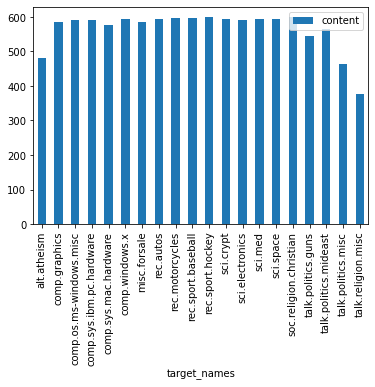 content
600
500
400
300
200
100
0
alt.atheism
comp.graphics
comp.os.ms-windows.misc
comp.sys.ibm.pc.hardware
comp.sys.mac.hardware
comp.windows.x
misc.forsale
rec.autos
rec.motorcycles
rec.sport.baseball
rec.sport.hockey
sci.crypt
sci.electronics
sci.med
sci.space
soc.religion.christian
talk.politics.guns
talk.politics.mideast
talk.politics.misc
talk.religion.misc
target_names